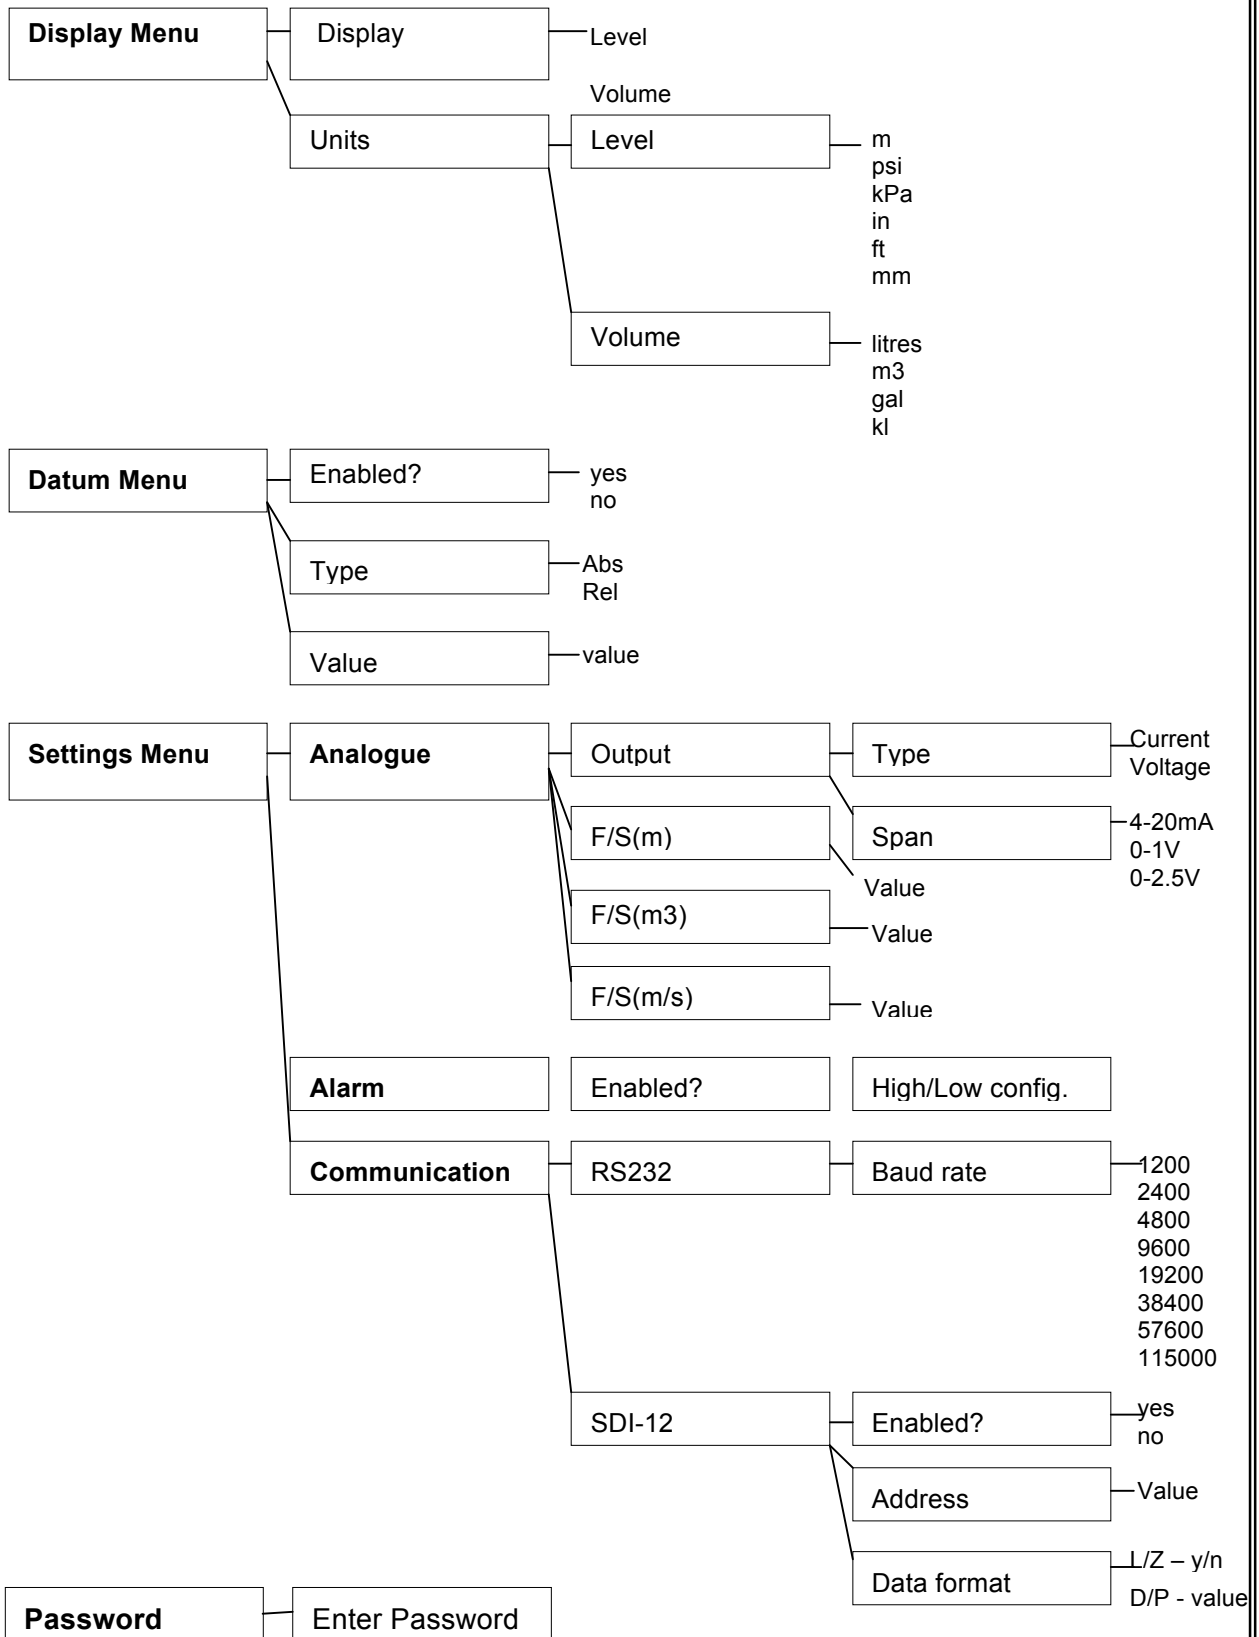 Display Menu
Display
Level
Volume
Units
Level
m
psi
kPa
in
ft
mm
Volume
litres
m3
gal
kl
Datum Menu
Enabled?
yes
no
Type
Abs
Rel
Value
value
Settings Menu
Analogue
Output
Type
Current
Voltage
Span
4-20mA
0-1V
0-2.5V
F/S(m)
Value
F/S(m3)
Value
F/S(m/s)
Value
Alarm
Enabled?
High/Low config.
Communication
RS232
Baud rate
1200
2400
4800
9600
19200
38400
57600
115000
SDI-12
Enabled?
yes
no
Address
Value
Data format
L/Z – y/n
D/P - value
Password
Enter Password